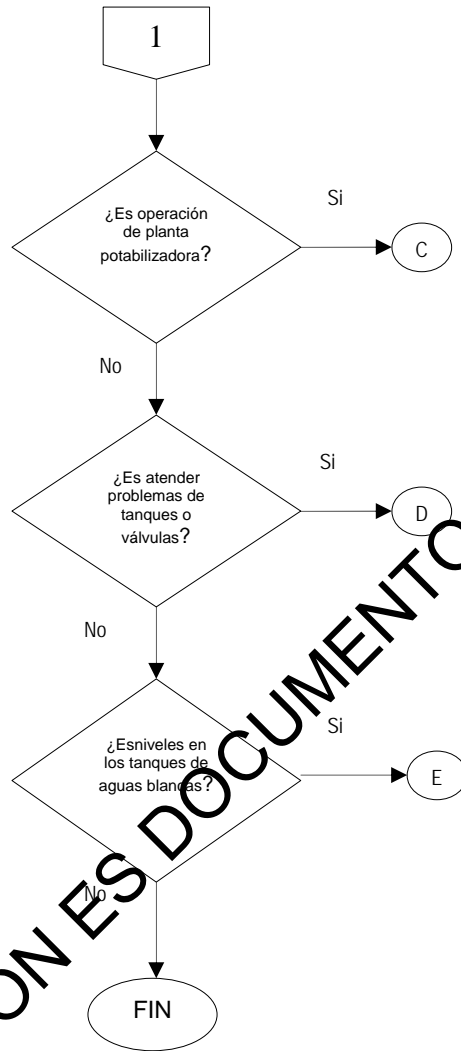 1
¿Es operación
de planta
potabilizadora?
Si
C
No
¿Es atender
problemas de
tanques o
válvulas?
Si
D
No
¿Esniveles en
los tanques de
aguas blancas?
Si
E
No
FIN
ON ES DOCUMENTO